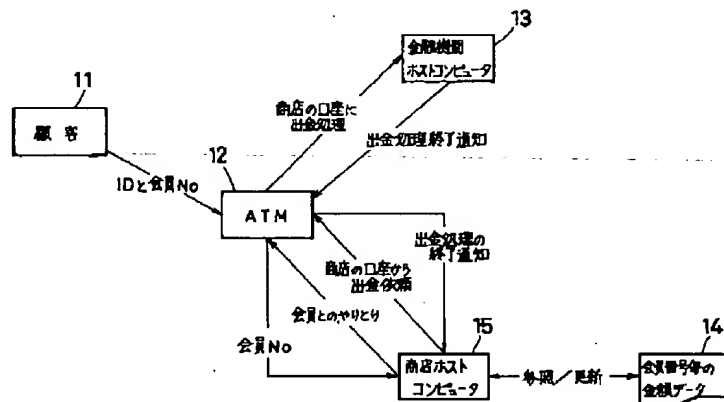 13
金融機関
ホストコンピュータ
11
顧客
商店の口座に
出金処理
出金処理終了通知
12
IDと会員No
ATM
出金処理の
終了通知
商店の口座から
出金依頼
会員とのやりとり
会員No
15
商店ホスト
コンピュータ
参照/更新
14
会員番号毎の
金額データ